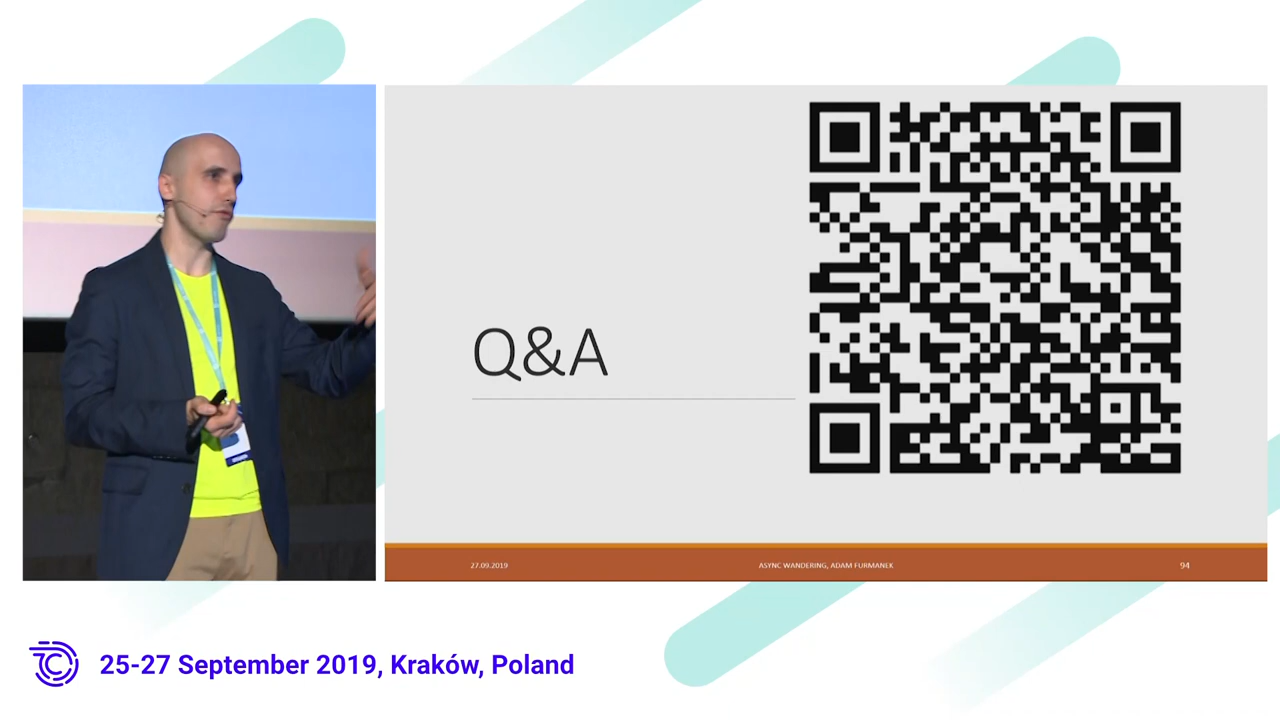 Q&A
27.09.2019
ASYNC WANDERING, ADAM FURMANEK
94
25-27 September 2019, Kraków, Poland